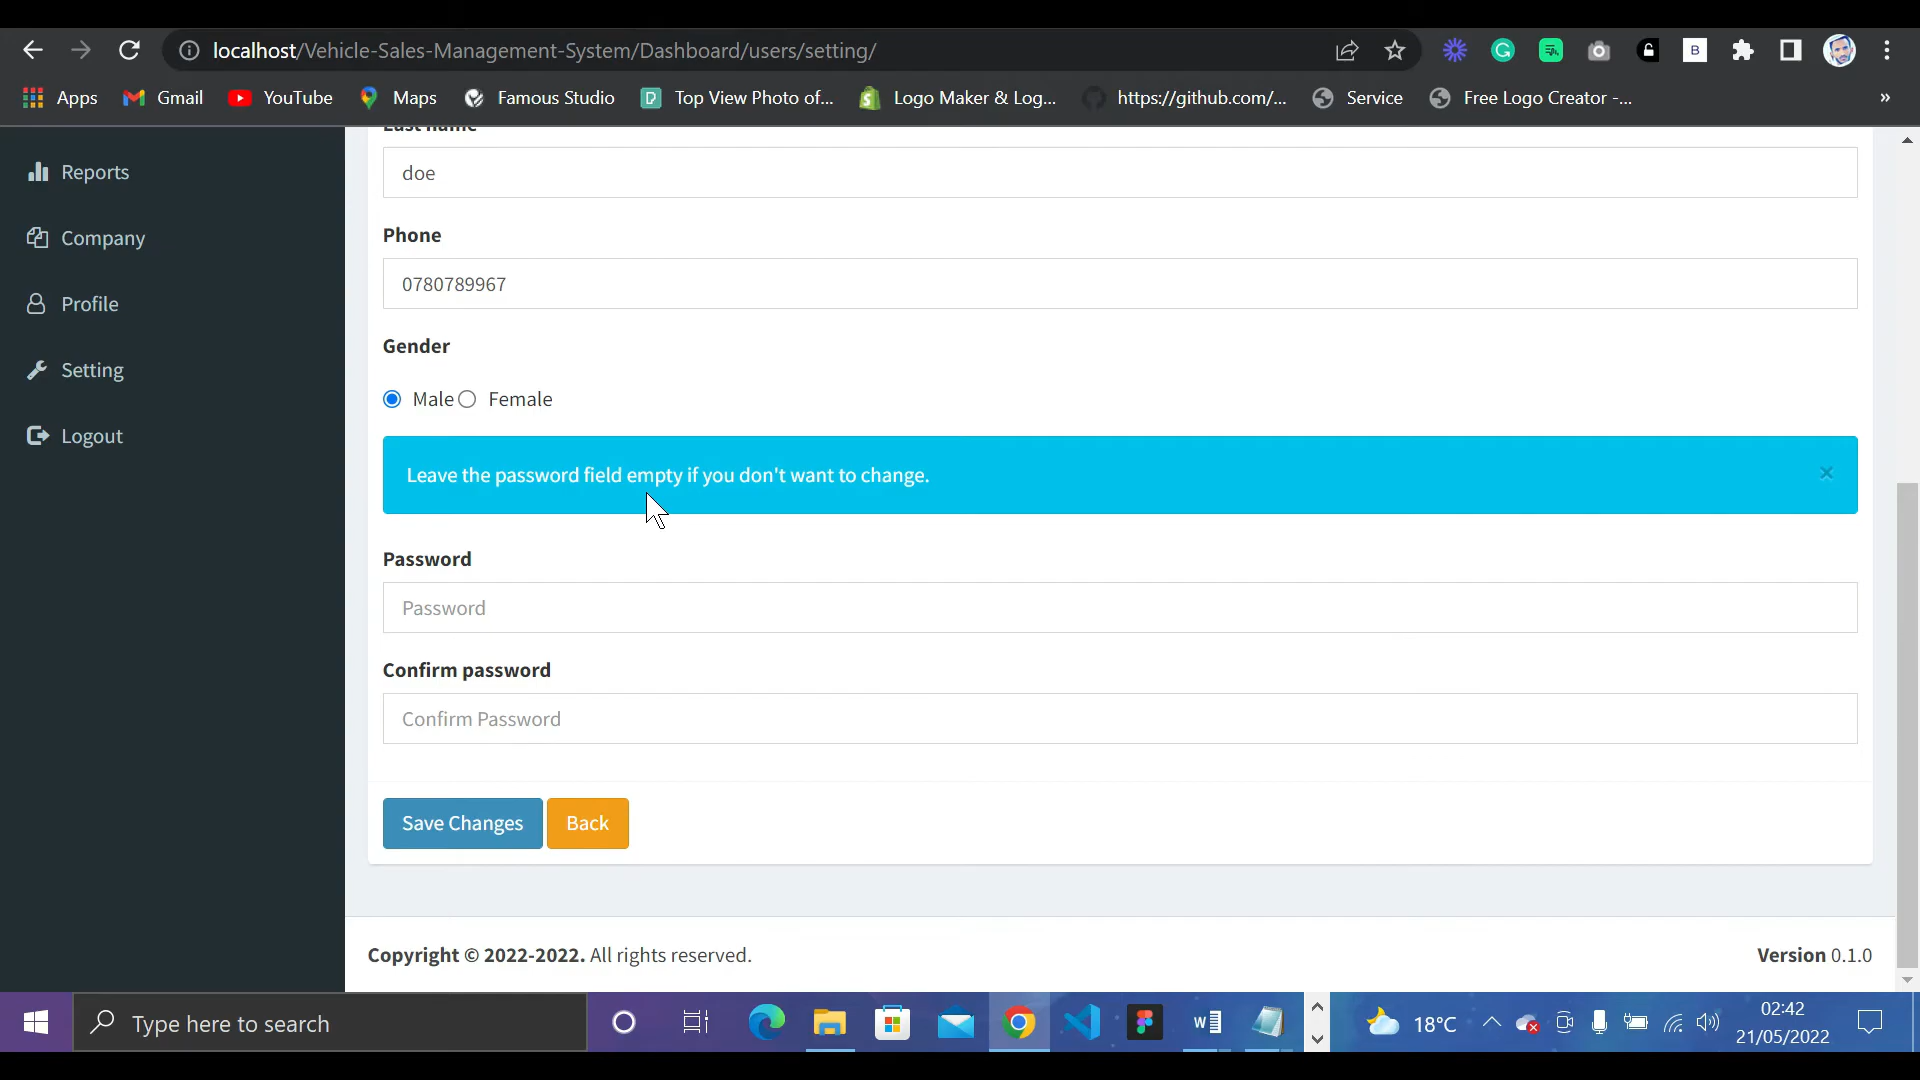 localhost/Vehicle-Sales-Management-System/Dashboard/users/setting/
B
Apps
Gmail
YouTube
Maps
Famous Studio
Top View Photo of...
Logo Maker & Log...
https://github.com/...
Service
Free Logo Creator -...
»
Last name
Reports
doe
Company
Phone
0780789967
Profile
Gender
Setting
Male
Female
Logout
Leave the password field empty if you don't want to change.
×
Password
Password
Confirm password
Confirm Password
Save Changes
Back
Copyright © 2022-2022. All rights reserved.
Version 0.1.0
Type here to search
18°C
02:42
21/05/2022